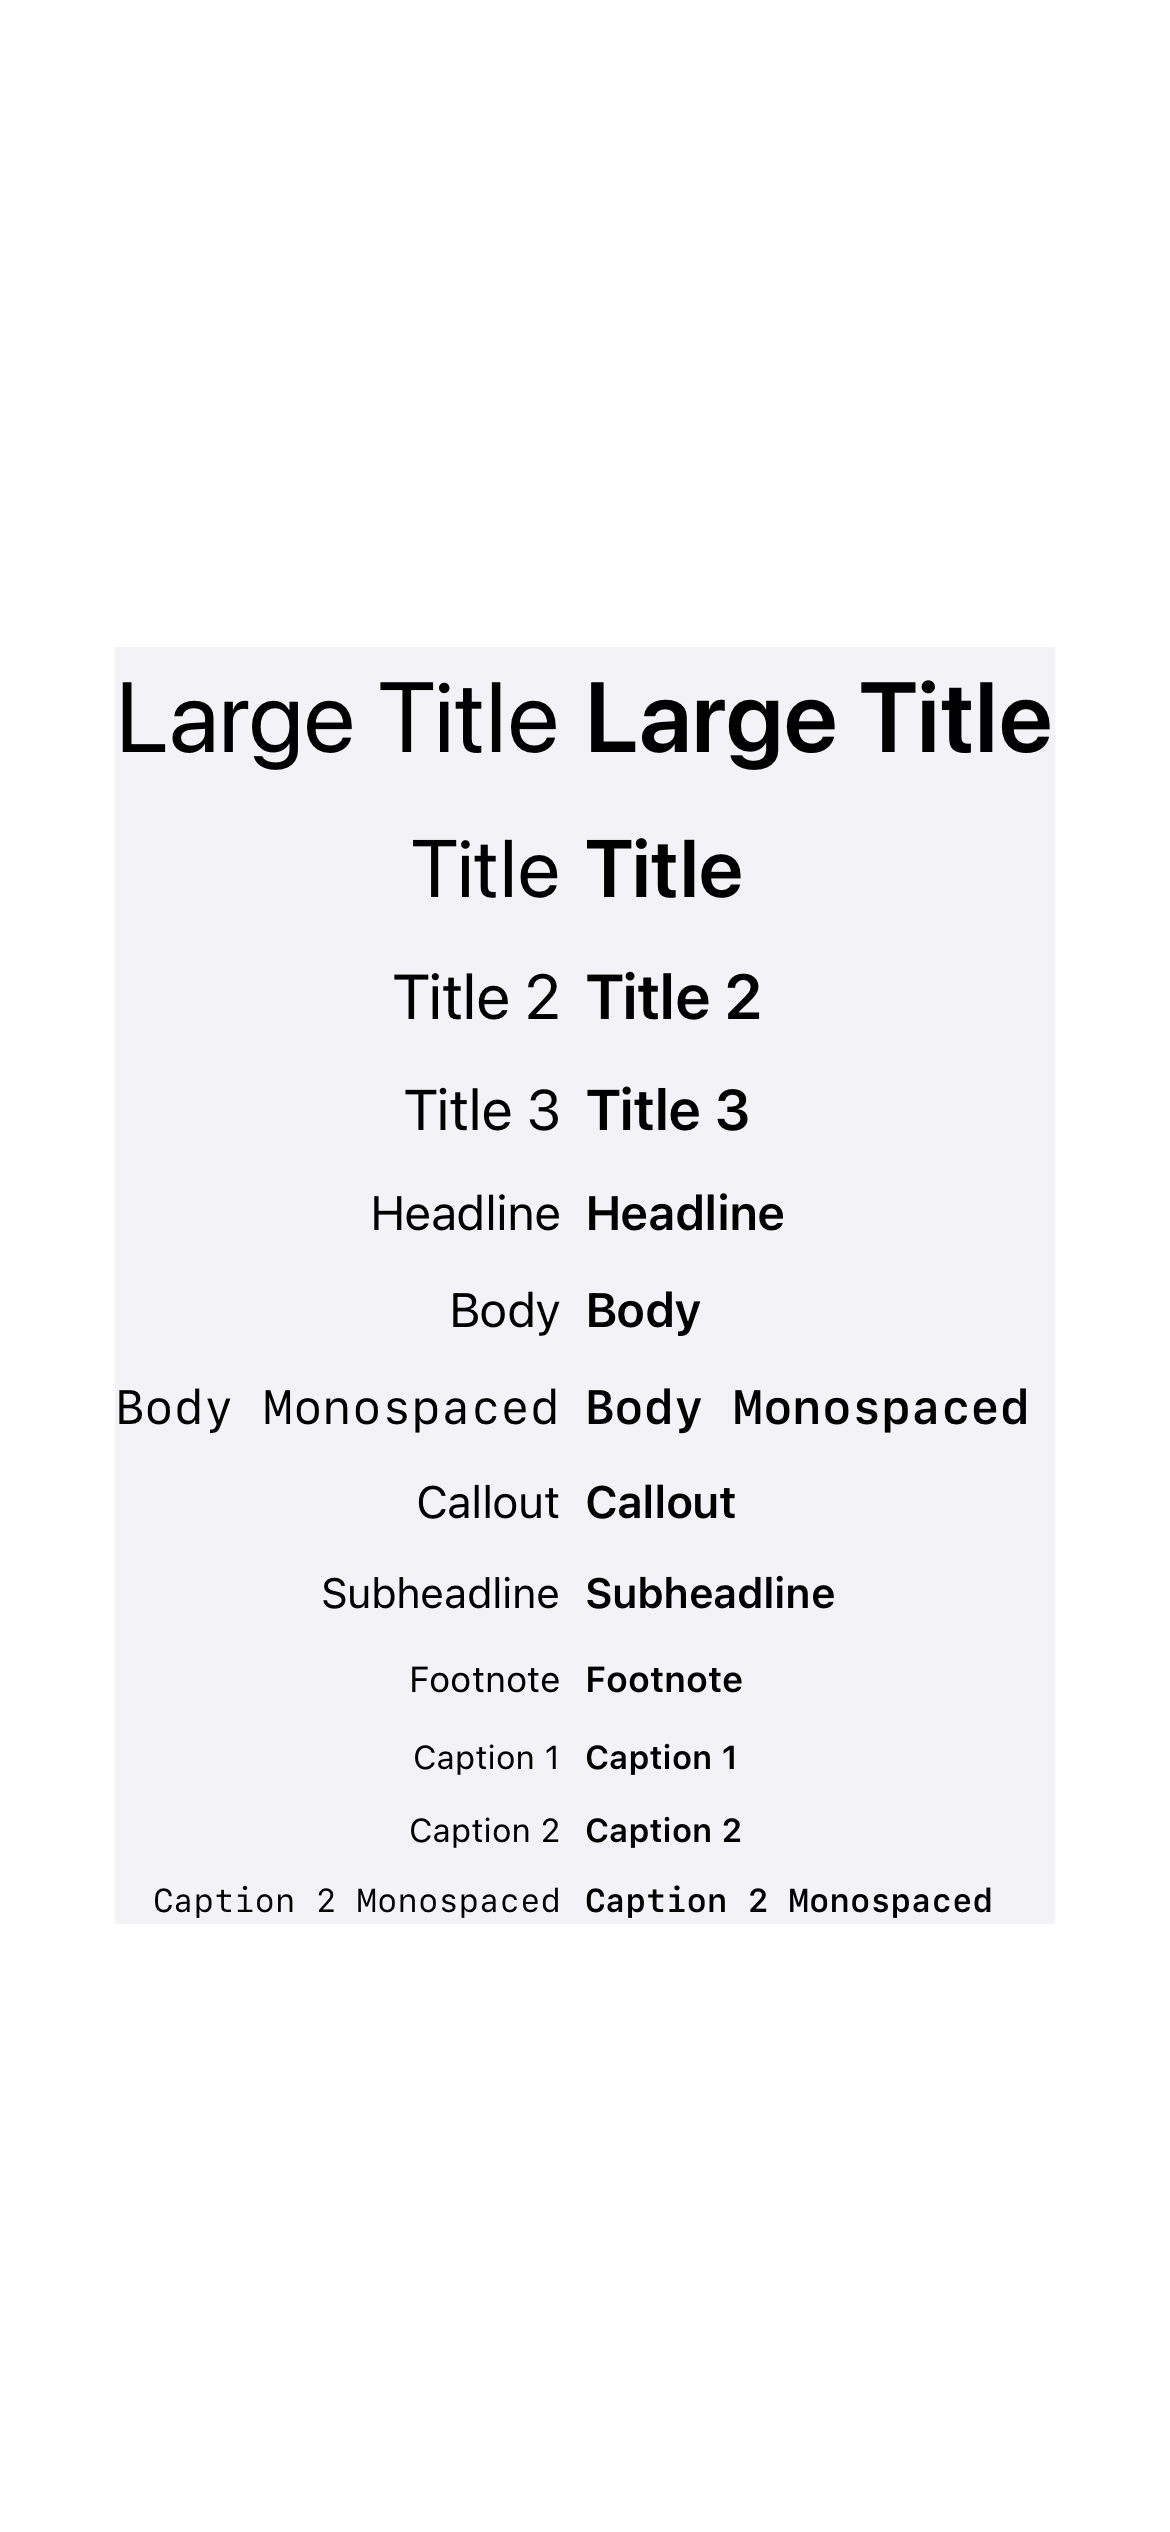 Large Title Large Title
Title Title
Title 2 Title 2
Title 3 Title 3
Headline Headline
Body Body
Body Monospaced Body Monospaced
Callout Callout
Subheadline Subheadline
Footnote Footnote
Caption 1 Caption 1
Caption 2 Caption 2
Caption 2 Monospaced Caption 2 Monospaced